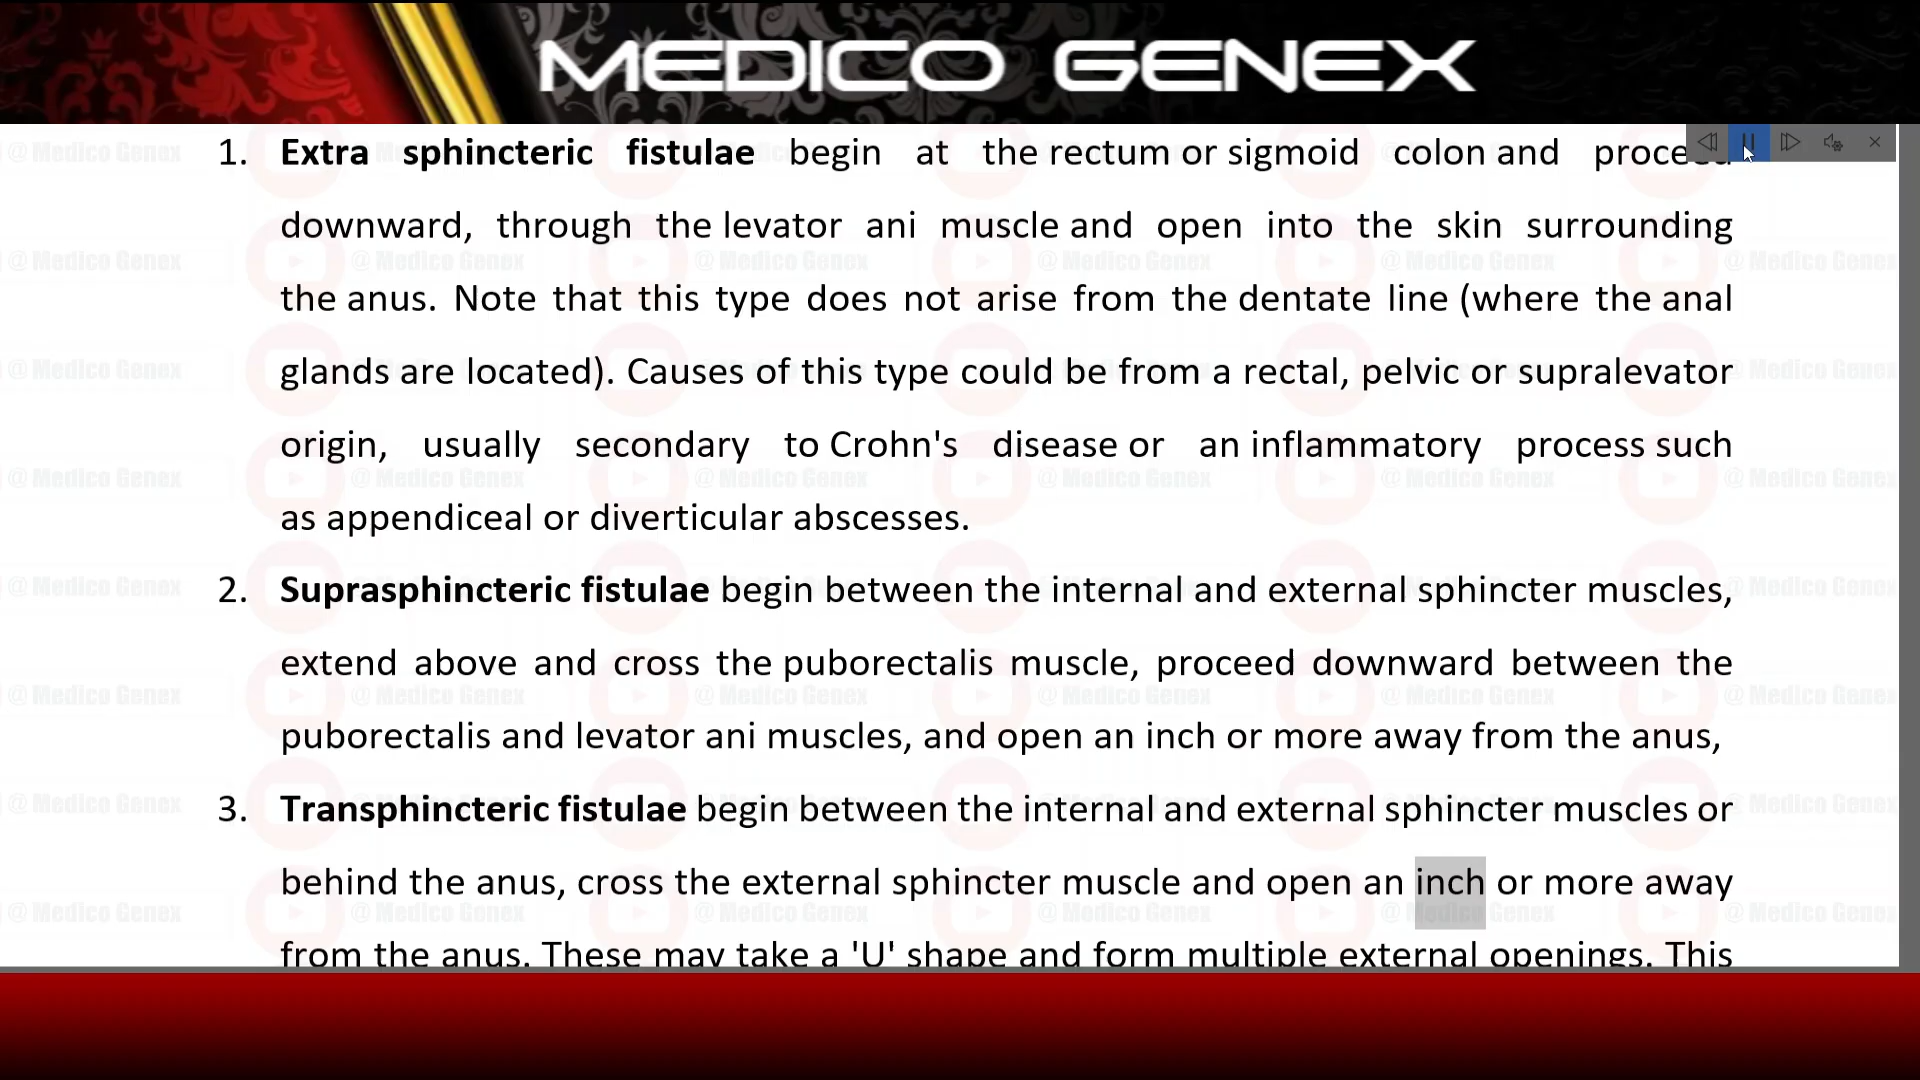 MEDICO GENEX
1. Extra sphincteric fistulae begin at the rectum or sigmoid colon and proceed
downward, through the levator ani muscle and open into the skin surrounding
the anus. Note that this type does not arise from the dentate line (where the anal
glands are located). Causes of this type could be from a rectal, pelvic or supralevator
origin, usually secondary to Crohn's disease or an inflammatory process such
as appendiceal or diverticular abscesses.
2. Suprasphincteric fistulae begin between the internal and external sphincter muscles,
extend above and cross the puborectalis muscle, proceed downward between the
puborectalis and levator ani muscles, and open an inch or more away from the anus,
3. Transphincteric fistulae begin between the internal and external sphincter muscles or
behind the anus, cross the external sphincter muscle and open an inch or more away
from the anus. These may take a 'U' shape and form multiple external openings. This
@ Medico Genex